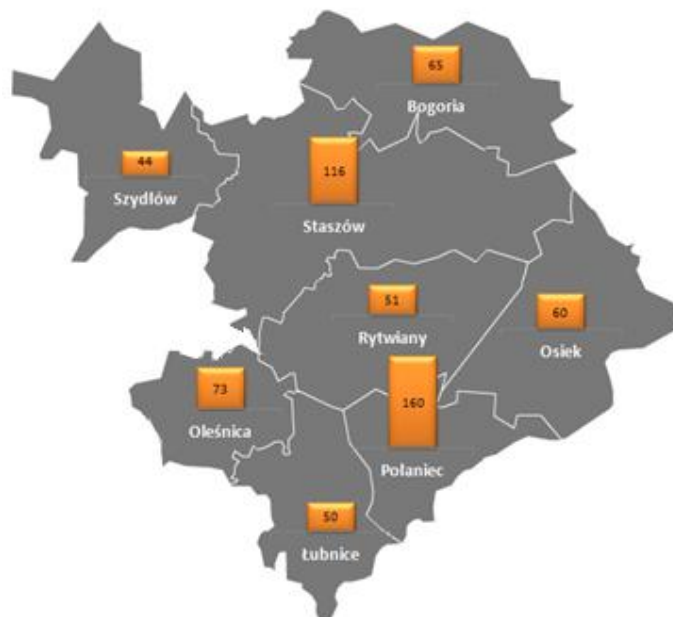 65
Bogoria
44
Szydłów
116
Staszów
51
Rytwiany
60
Osiek
73
Oleśnica
160
Połaniec
50
Łubnice